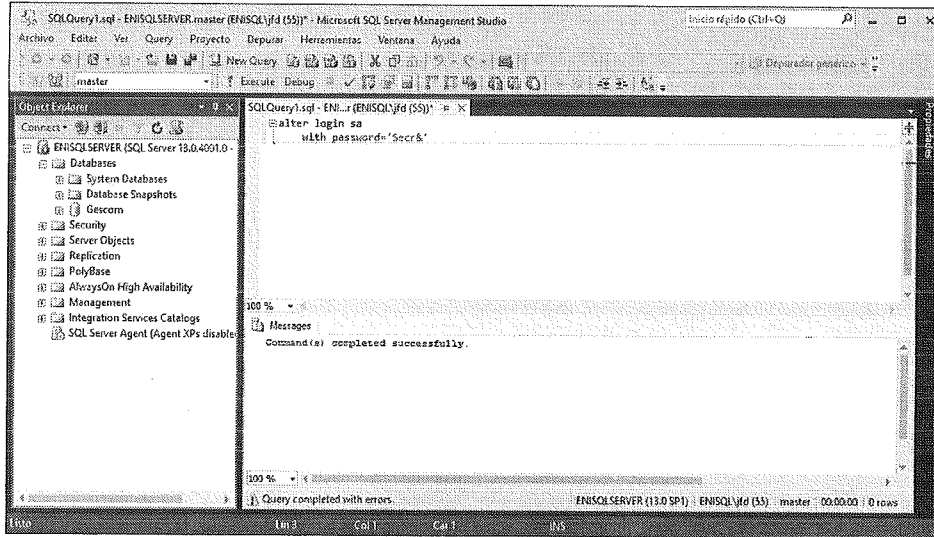 SQLQuery1.sql - ENISQLSERVER.master (ENISQL\jfd (55))* - Microsoft SQL Server Management Studio
Inicio rápido (Ctrl+Q)
Archivo Editar Ver Query Proyecto Depurar Herramientas Ventana Ayuda
New Query
Depurador genérico
master
Execute Debug
Object Explorer
SQLQuery1.sql - ENI...r (ENISQL\jfd (55))*
Propiedades
Connect
ENISQLSERVER (SQL Server 13.0.4001.0 -
Databases
System Databases
Database Snapshots
Gescom
Security
Server Objects
Replication
PolyBase
AlwaysOn High Availability
Management
Integration Services Catalogs
SQL Server Agent (Agent XPs disable
alter login sa
with password='Secr&'
100 %
Messages
Command(s) completed successfully.
100 %
Query completed with errors.
ENISQLSERVER (13.0 SP1) ENISQL\jfd (55) master 00:00:00 0 rows
Listo
Lin 3 Col 1 Car 1 INS